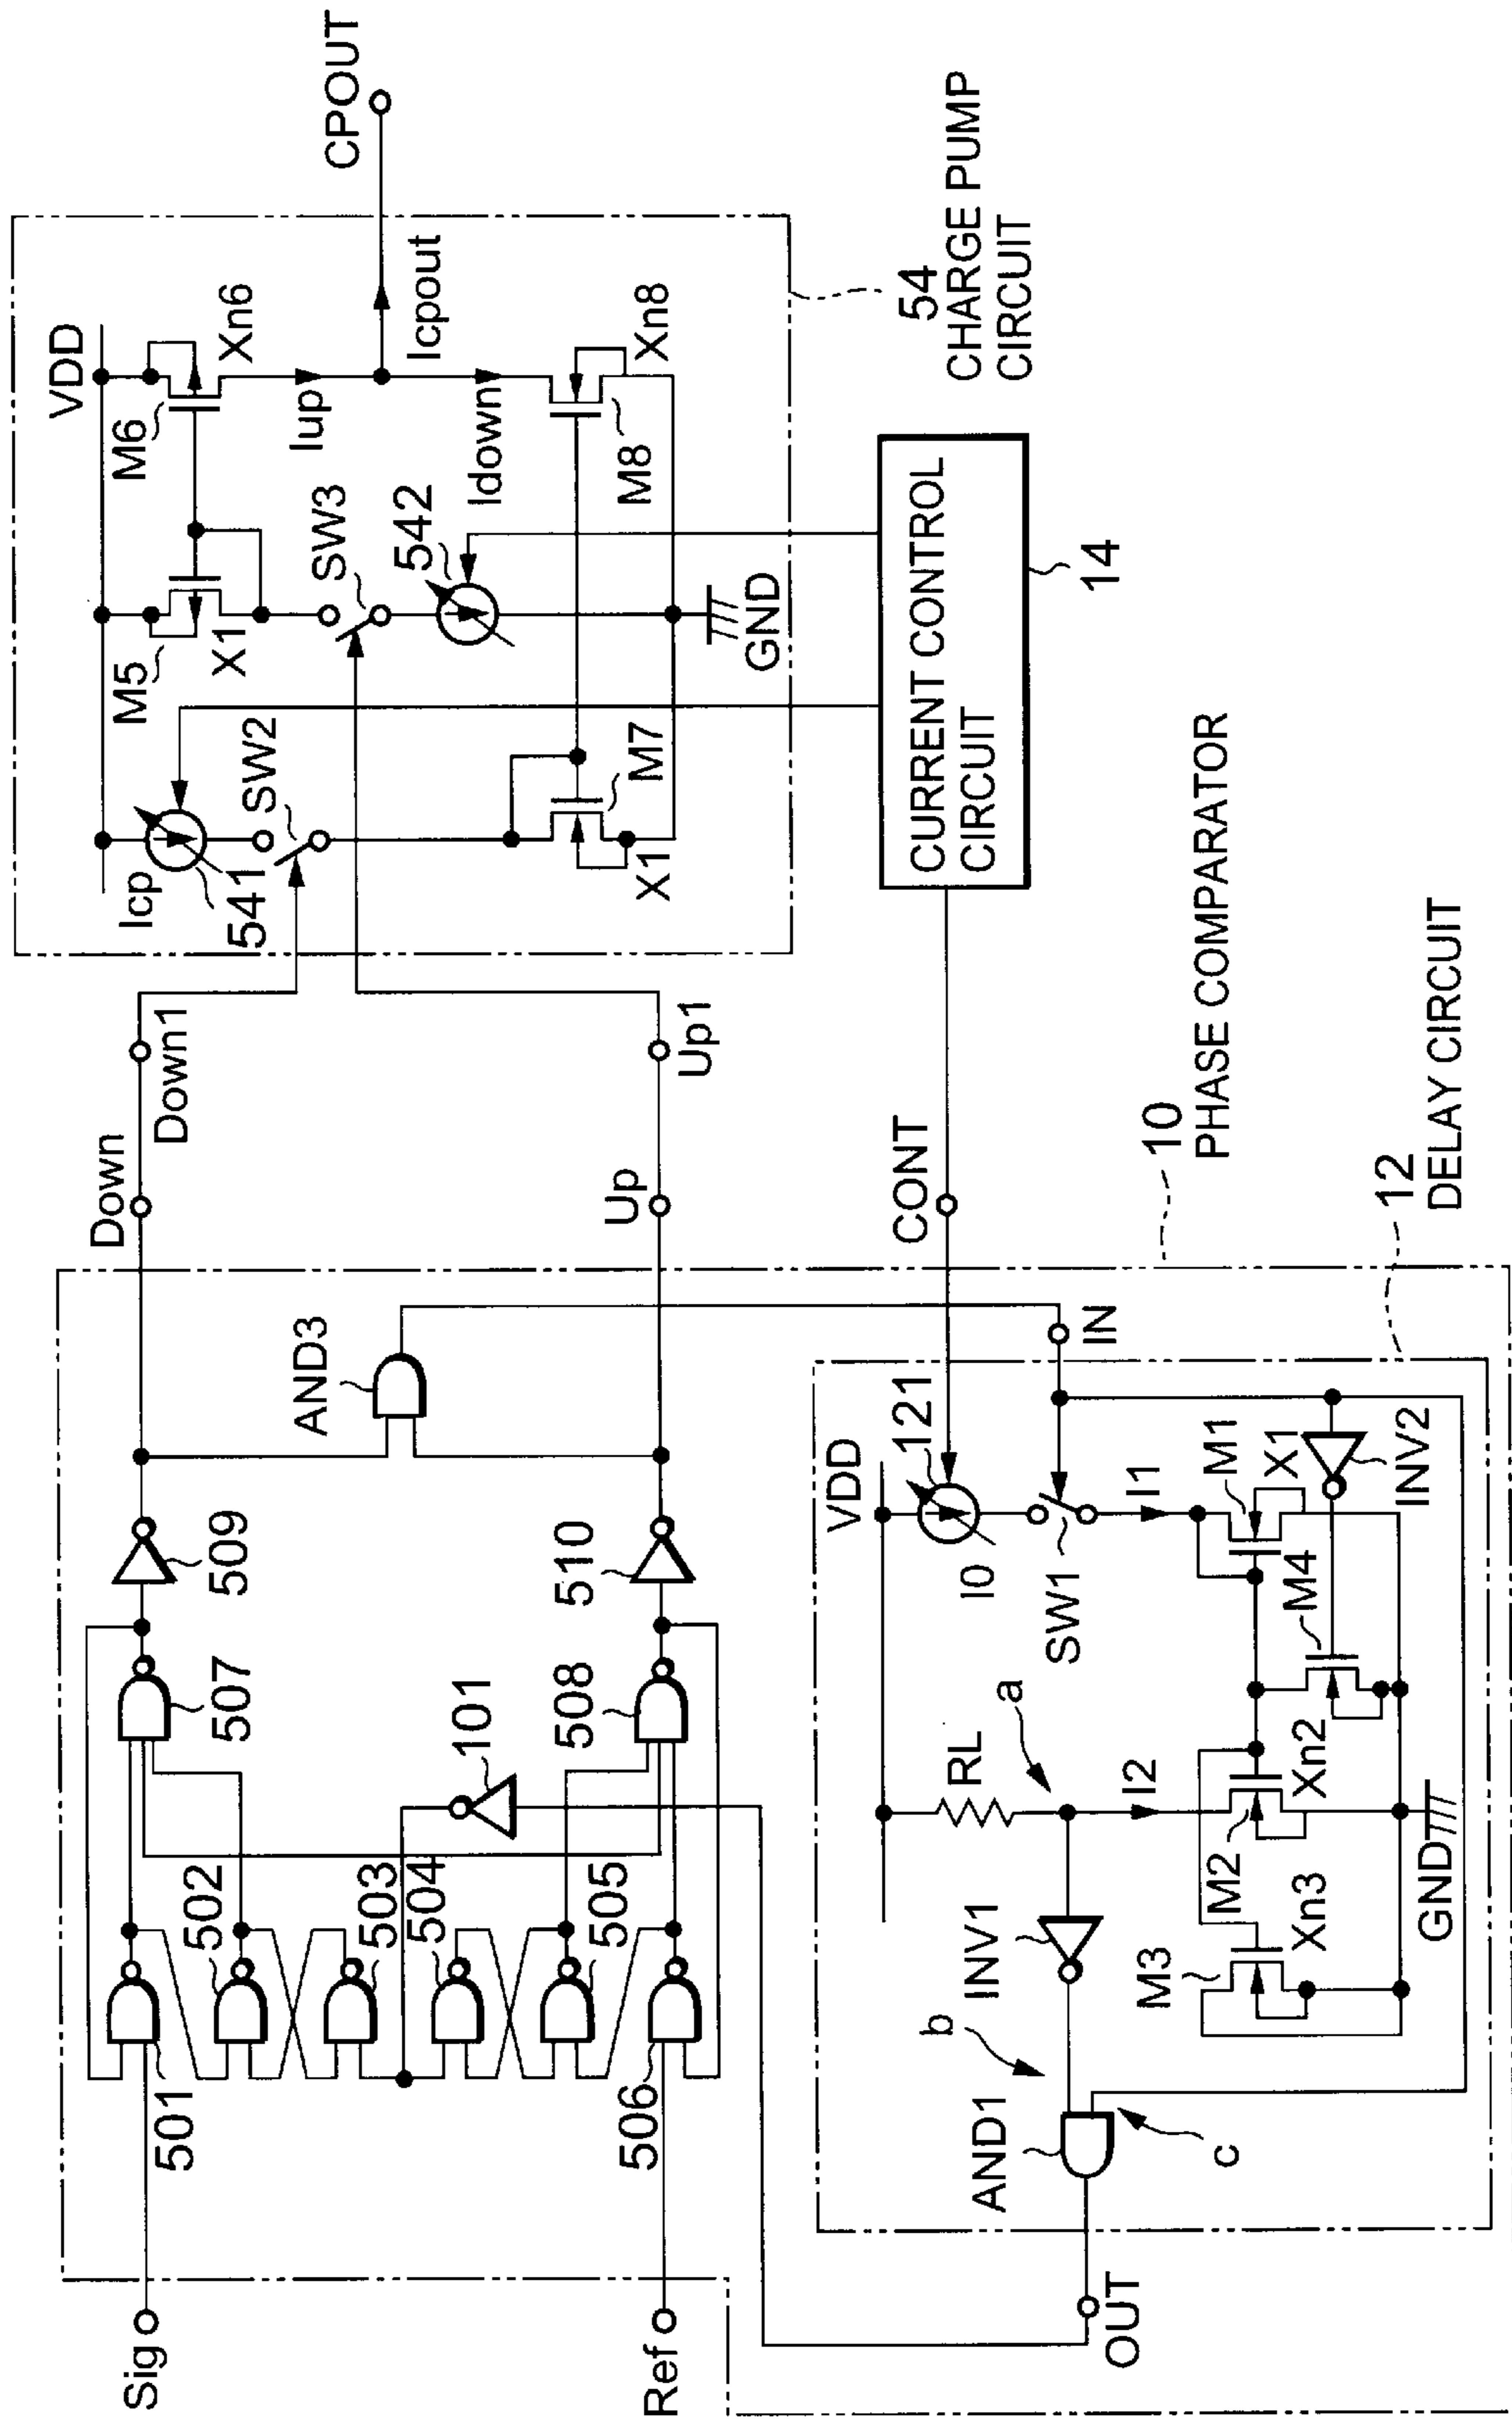 Sig
Ref
501
502
503
504
505
506
507
508
101
509
510
AND3
Down
Down1
Up
Up1
Icp
541
SW2
M5
X1
M6
VDD
Xn6
Iup
SW3
542
Icpout
CPOUT
Idown
M7
X1
M8
Xn8
GND
54
CHARGE PUMP
CIRCUIT
CURRENT CONTROL
CIRCUIT
14
CONT
10
PHASE COMPARATOR
12
DELAY CIRCUIT
OUT
AND1
b
c
INV1
RL
a
I2
M3
Xn3
M2
Xn2
GND
VDD
121
I0
SW1
I1
IN
M1
X1
M4
INV2